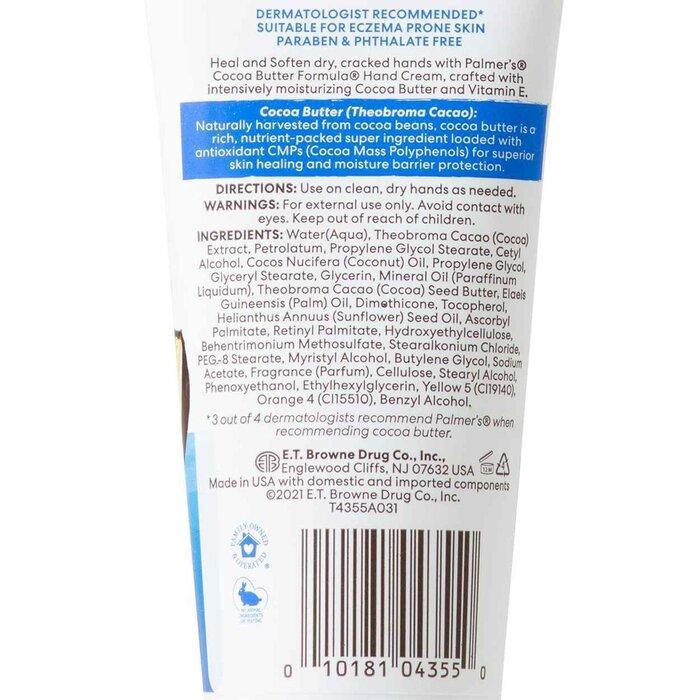 DERMATOLOGIST RECOMMENDED*
SUITABLE FOR ECZEMA PRONE SKIN
PARABEN & PHTHALATE FREE
Heal and Soften dry, cracked hands with Palmer's®
Cocoa Butter Formula® Hand Cream, crafted with
intensively moisturizing Cocoa Butter and Vitamin E.
Cocoa Butter (Theobroma Cacao):
Naturally harvested from cocoa beans, cocoa butter is a
rich, nutrient-packed super ingredient loaded with
antioxidant CMPs (Cocoa Mass Polyphenols) for superior
skin healing and moisture barrier protection.
DIRECTIONS: Use on clean, dry hands as needed.
WARNINGS: For external use only. Avoid contact with
eyes. Keep out of reach of children.
INGREDIENTS: Water(Aqua), Theobroma Cacao (Cocoa)
Extract, Petrolatum, Propylene Glycol Stearate, Cetyl
Alcohol, Cocos Nucifera (Coconut) Oil, Propylene Glycol,
Glyceryl Stearate, Glycerin, Mineral Oil (Paraffinum
Liquidum), Theobroma Cacao (Cocoa) Seed Butter, Elaeis
Guineensis (Palm) Oil, Dimethicone, Tocopherol,
Helianthus Annuus (Sunflower) Seed Oil, Ascorbyl
Palmitate, Retinyl Palmitate, Hydroxyethylcellulose,
Behentrimonium Methosulfate, Stearalkonium Chloride,
PEG-8 Stearate, Myristyl Alcohol, Butylene Glycol, Sodium
Acetate, Fragrance (Parfum), Cellulose, Stearyl Alcohol,
Phenoxyethanol, Ethylhexylglycerin, Yellow 5 (CI19140),
Orange 4 (CI15510), Benzyl Alcohol.
*3 out of 4 dermatologists recommend Palmer's® when
recommending cocoa butter.
EB
E.T. Browne Drug Co., Inc.,
Englewood Cliffs, NJ 07632 USA
12M
Made in USA with domestic and imported components
©2021 E.T. Browne Drug Co., Inc.
T4355A031
FAMILY OWNED
& OPERATED
®
NO ANIMAL
INGREDIENTS
OR TESTING
0 10181 04355 0